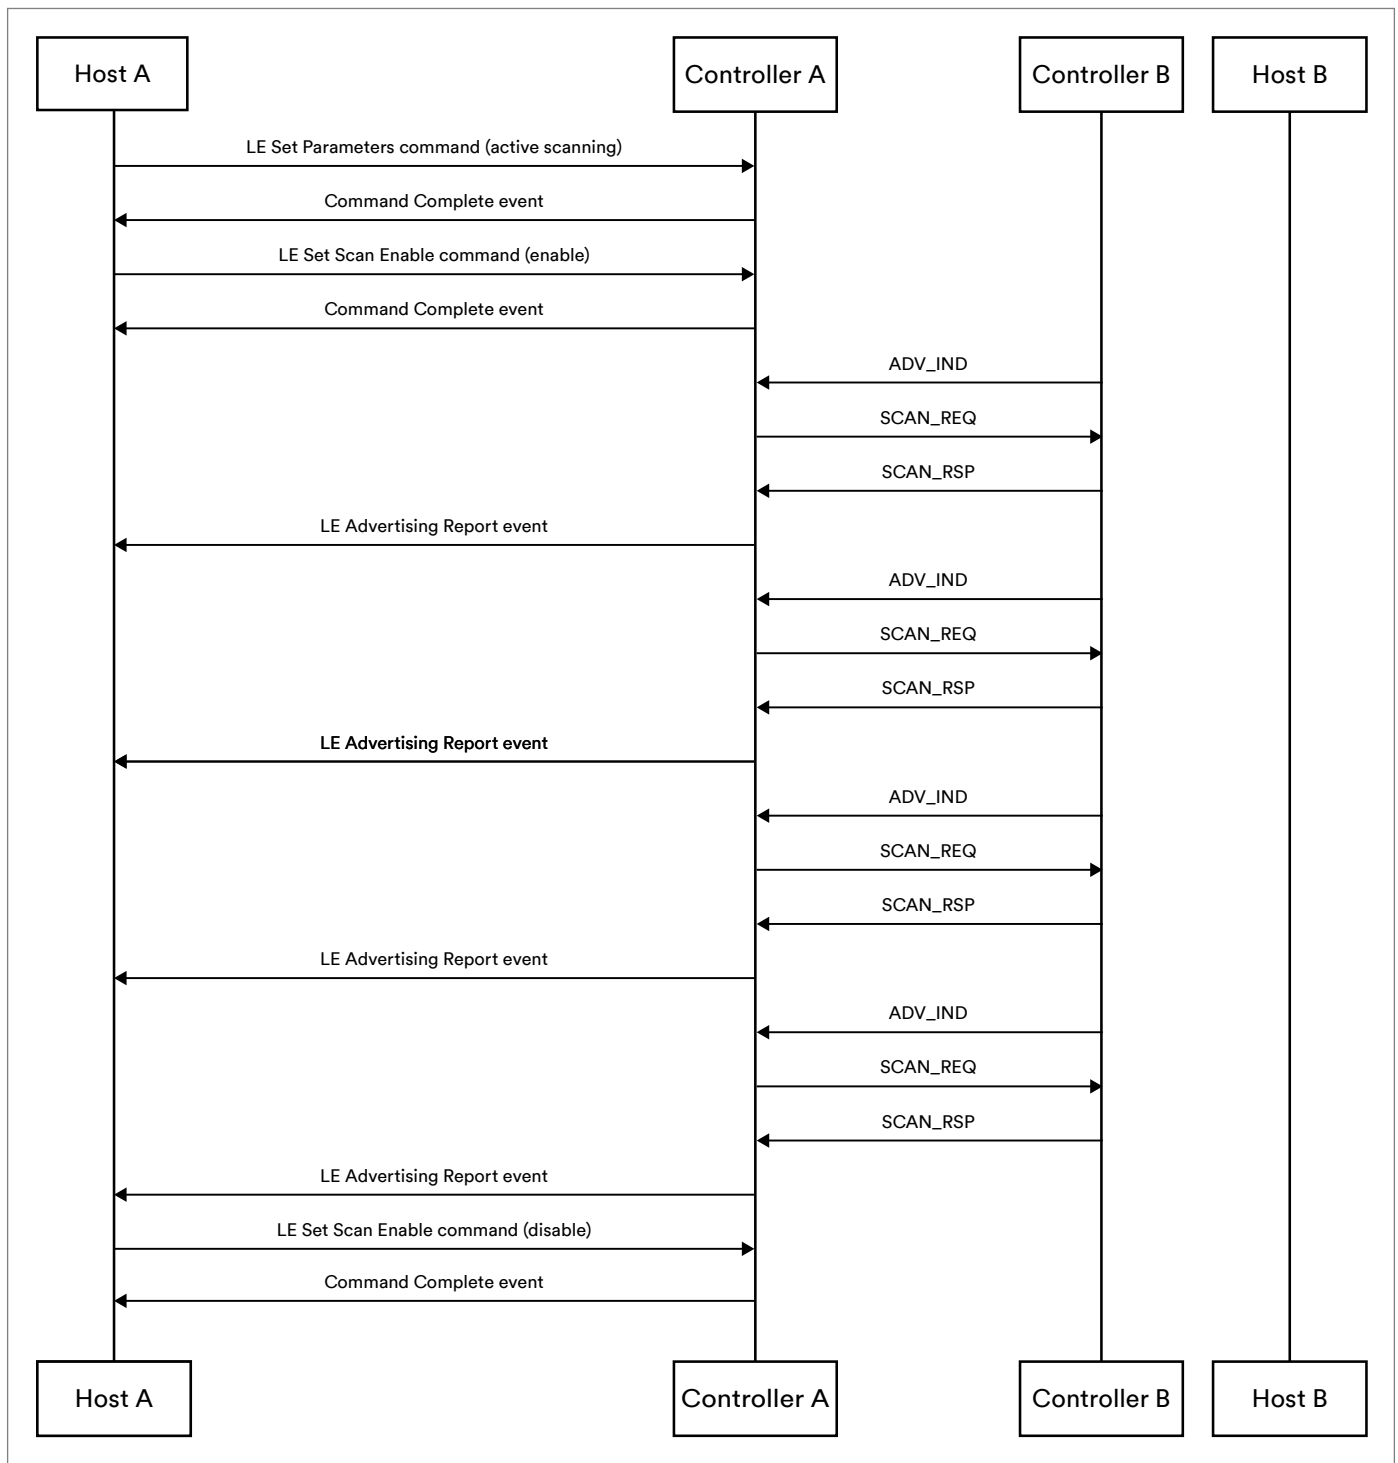 Host A
Controller A
Controller B
Host B
LE Set Parameters command (active scanning)
Command Complete event
LE Set Scan Enable command (enable)
Command Complete event
ADV_IND
SCAN_REQ
SCAN_RSP
LE Advertising Report event
ADV_IND
SCAN_REQ
SCAN_RSP
LE Advertising Report event
ADV_IND
SCAN_REQ
SCAN_RSP
LE Advertising Report event
ADV_IND
SCAN_REQ
SCAN_RSP
LE Advertising Report event
LE Set Scan Enable command (disable)
Command Complete event
Host A
Controller A
Controller B
Host B